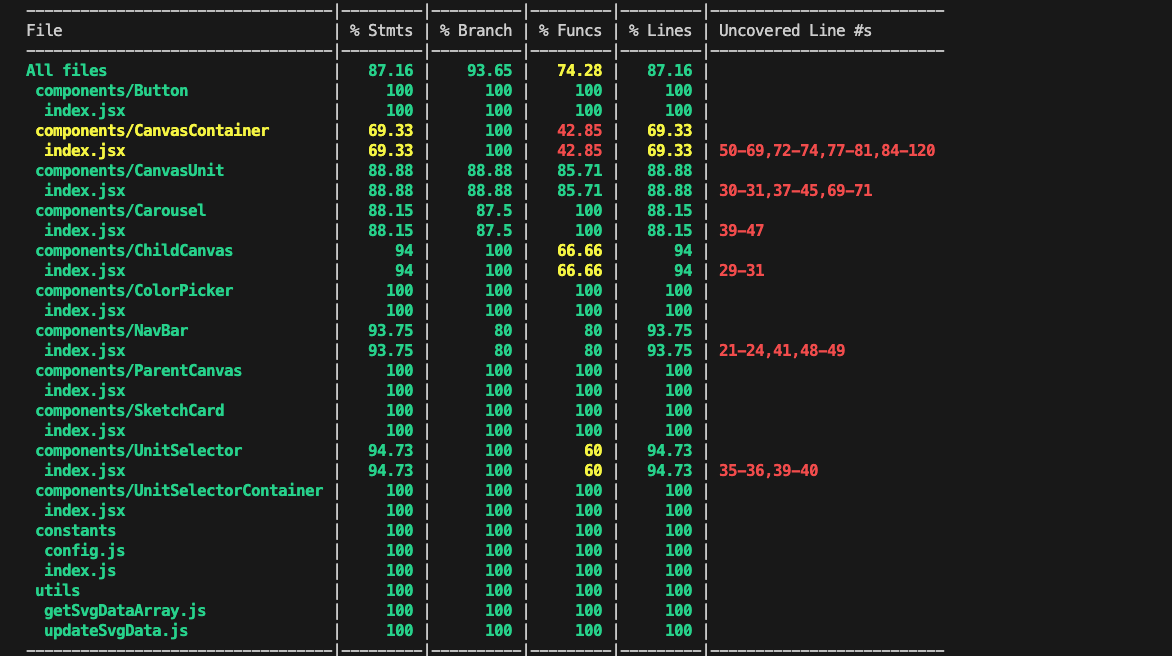 File | % Stmts | % Branch | % Funcs | % Lines | Uncovered Line #s
All files | 87.16 | 93.65 | 74.28 | 87.16 |
components/Button | 100 | 100 | 100 | 100 |
index.jsx | 100 | 100 | 100 | 100 |
components/CanvasContainer | 69.33 | 100 | 42.85 | 69.33 |
index.jsx | 69.33 | 100 | 42.85 | 69.33 | 50-69,72-74,77-81,84-120
components/CanvasUnit | 88.88 | 88.88 | 85.71 | 88.88 |
index.jsx | 88.88 | 88.88 | 85.71 | 88.88 | 30-31,37-45,69-71
components/Carousel | 88.15 | 87.5 | 100 | 88.15 |
index.jsx | 88.15 | 87.5 | 100 | 88.15 | 39-47
components/ChildCanvas | 94 | 100 | 66.66 | 94 |
index.jsx | 94 | 100 | 66.66 | 94 | 29-31
components/ColorPicker | 100 | 100 | 100 | 100 |
index.jsx | 100 | 100 | 100 | 100 |
components/NavBar | 93.75 | 80 | 80 | 93.75 |
index.jsx | 93.75 | 80 | 80 | 93.75 | 21-24,41,48-49
components/ParentCanvas | 100 | 100 | 100 | 100 |
index.jsx | 100 | 100 | 100 | 100 |
components/SketchCard | 100 | 100 | 100 | 100 |
index.jsx | 100 | 100 | 100 | 100 |
components/UnitSelector | 94.73 | 100 | 60 | 94.73 |
index.jsx | 94.73 | 100 | 60 | 94.73 | 35-36,39-40
components/UnitSelectorContainer | 100 | 100 | 100 | 100 |
index.jsx | 100 | 100 | 100 | 100 |
constants | 100 | 100 | 100 | 100 |
config.js | 100 | 100 | 100 | 100 |
index.js | 100 | 100 | 100 | 100 |
utils | 100 | 100 | 100 | 100 |
getSvgDataArray.js | 100 | 100 | 100 | 100 |
updateSvgData.js | 100 | 100 | 100 | 100 |